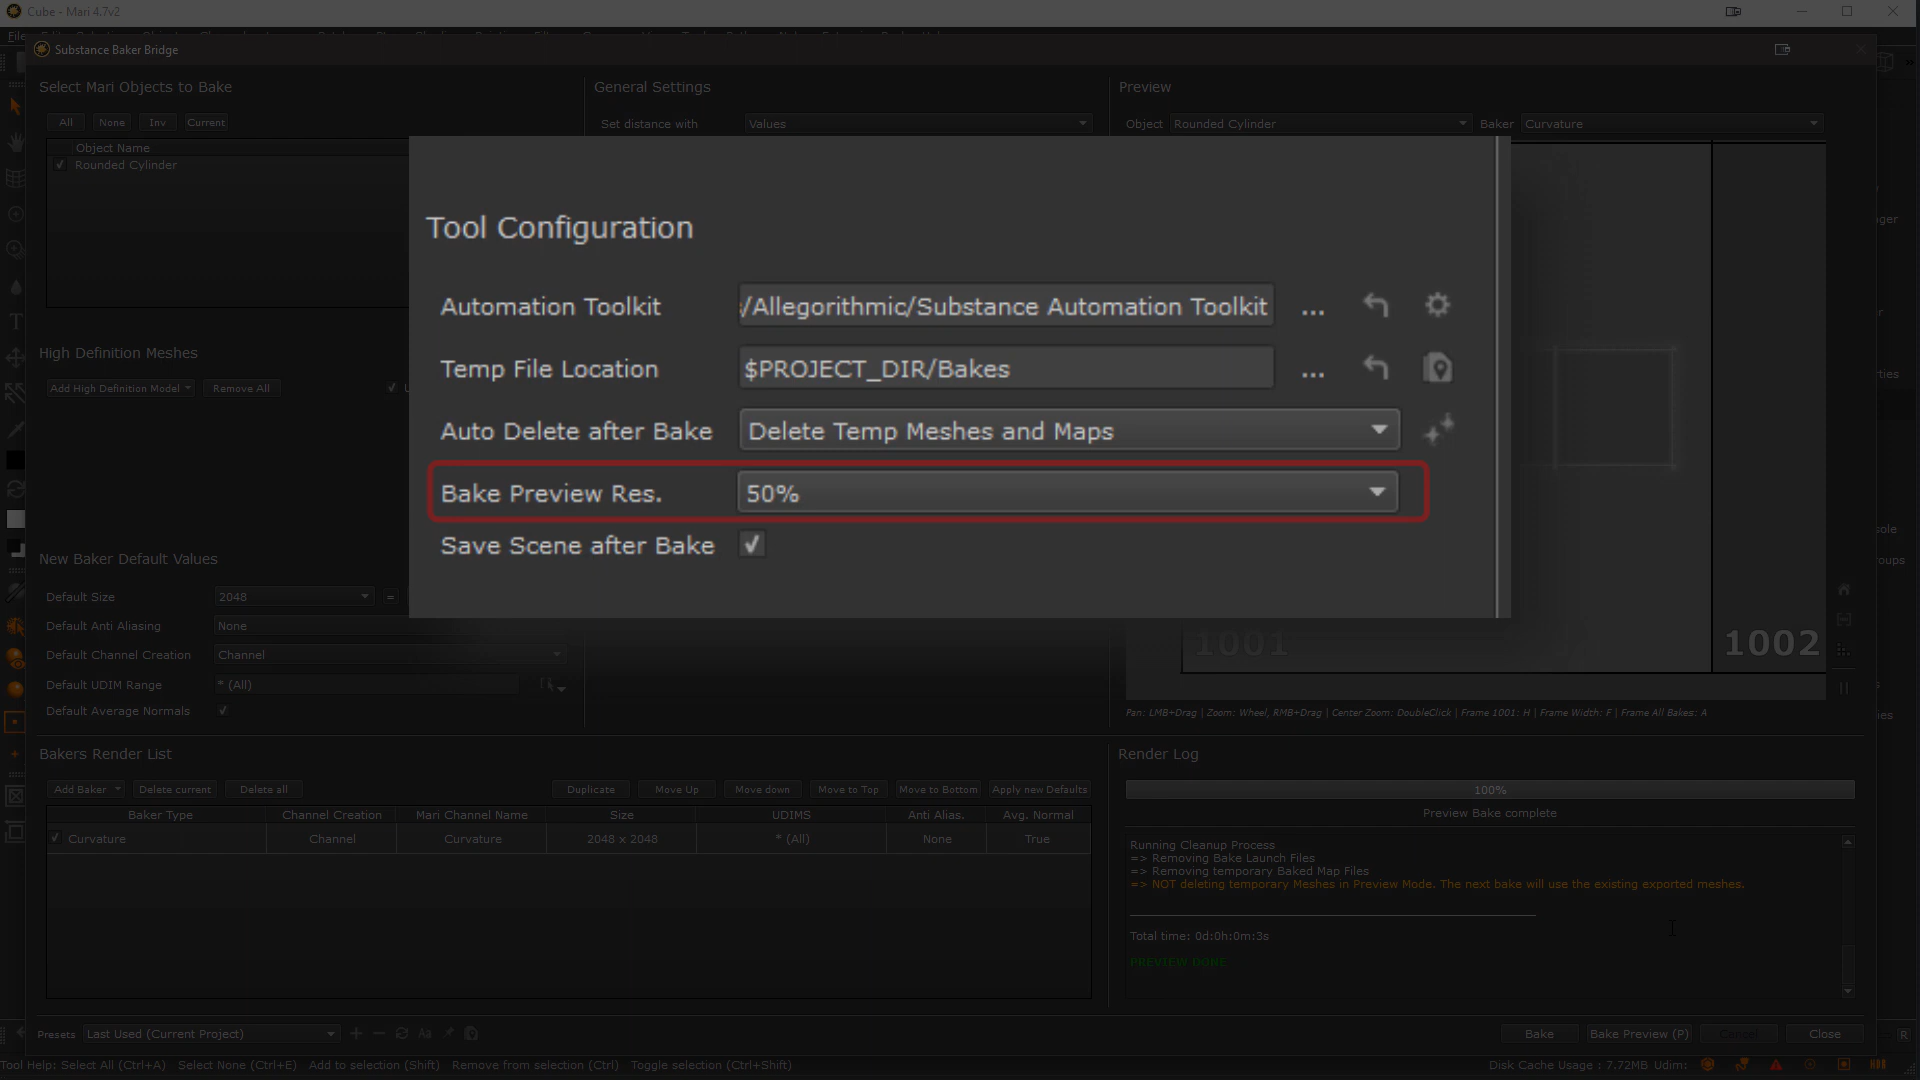 Cube - Mari 4.7v2
File
Substance Baker Bridge
Select Mari Objects to Bake
General Settings
Preview
All
None
Inv
Current
Set distance with
Values
Object
Rounded Cylinder
Baker
Curvature
Object Name
Rounded Cylinder
Tool Configuration
Automation Toolkit
/Allegorithmic/Substance Automation Toolkit
...
Temp File Location
$PROJECT_DIR/Bakes
...
Auto Delete after Bake
Delete Temp Meshes and Maps
Bake Preview Res.
50%
Save Scene after Bake
High Definition Meshes
Add High Definition Model
Remove All
New Baker Default Values
Default Size
2048
=
Default Anti Aliasing
None
Default Channel Creation
Channel
Default UDIM Range
* (All)
Default Average Normals
1001
1002
Pan: LMB+Drag | Zoom: Wheel, RMB+Drag | Center Zoom: DoubleClick | Frame 1001: H | Frame Width: F | Frame All Bakes: A
Bakers Render List
Render Log
Add Baker
Delete current
Delete all
Duplicate
Move Up
Move down
Move to Top
Move to Bottom
Apply new Defaults
100%
Preview Bake complete
Baker Type
Channel Creation
Mari Channel Name
Size
UDIMS
Anti Alias.
Avg. Normal
Curvature
Channel
Curvature
2048 x 2048
* (All)
None
True
Running Cleanup Process
=> Removing Bake Launch Files
=> Removing temporary Baked Map Files
=> NOT deleting temporary Meshes in Preview Mode. The next bake will use the existing exported meshes.
Total time: 0d:0h:0m:3s
PREVIEW DONE
Presets
Last Used (Current Project)
Aa
Bake
Bake Preview (P)
Close
R
Tool Help: Select All (Ctrl+A)
Select None (Ctrl+E)
Add to selection (Shift)
Remove from selection (Ctrl)
Toggle selection (Ctrl+Shift)
Disk Cache Usage : 7.72MB Udim: